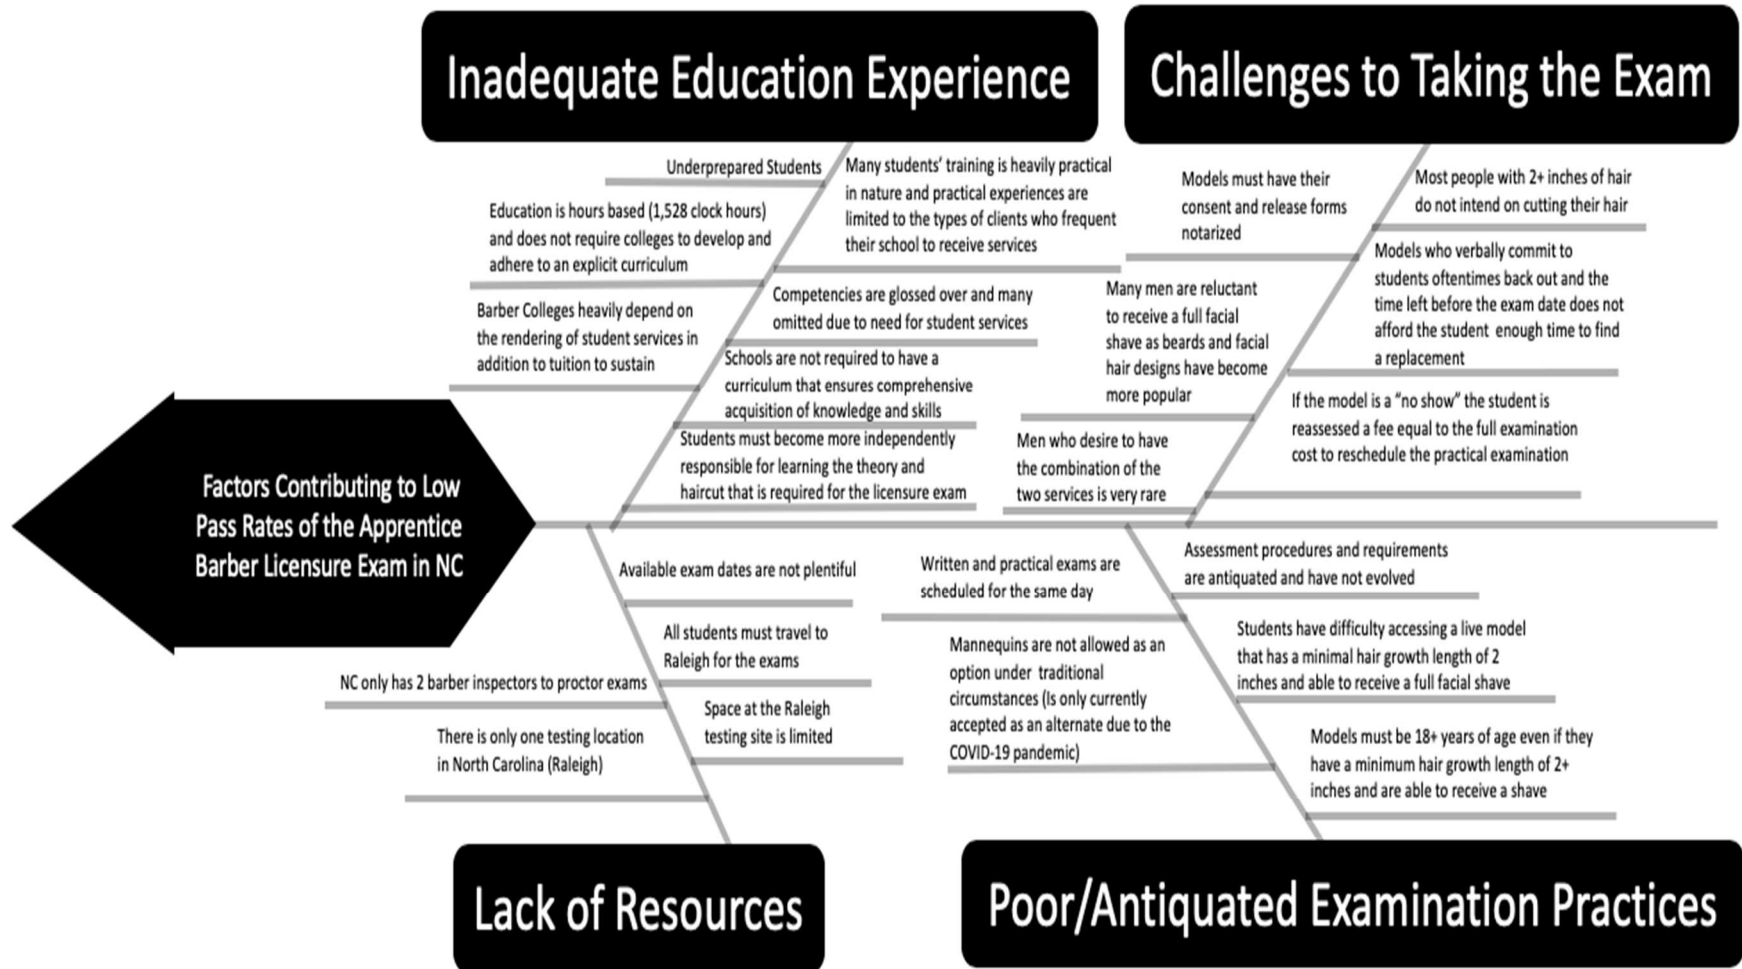 Inadequate Education Experience
Challenges to Taking the Exam
Underprepared Students
Education is hours based (1,528 clock hours)
and does not require colleges to develop and
adhere to an explicit curriculum
Barber Colleges heavily depend on
the rendering of student services in
addition to tuition to sustain
Many students’ training is heavily practical
in nature and practical experiences are
limited to the types of clients who frequent
their school to receive services
Competencies are glossed over and many
omitted due to need for student services
Schools are not required to have a
curriculum that ensures comprehensive
acquisition of knowledge and skills
Students must become more independently
responsible for learning the theory and
haircut that is required for the licensure exam
Models must have their
consent and release forms
notarized
Many men are reluctant
to receive a full facial
shave as beards and facial
hair designs have become
more popular
Men who desire to have
the combination of the
two services is very rare
Most people with 2+ inches of hair
do not intend on cutting their hair
Models who verbally commit to
students oftentimes back out and the
time left before the exam date does not
afford the student enough time to find
a replacement
If the model is a “no show” the student is
reassessed a fee equal to the full examination
cost to reschedule the practical examination
Factors Contributing to Low
Pass Rates of the Apprentice
Barber Licensure Exam in NC
NC only has 2 barber inspectors to proctor exams
There is only one testing location
in North Carolina (Raleigh)
Available exam dates are not plentiful
All students must travel to
Raleigh for the exams
Space at the Raleigh
testing site is limited
Written and practical exams are
scheduled for the same day
Mannequins are not allowed as an
option under traditional
circumstances (Is only currently
accepted as an alternate due to the
COVID-19 pandemic)
Assessment procedures and requirements
are antiquated and have not evolved
Students have difficulty accessing a live model
that has a minimal hair growth length of 2
inches and able to receive a full facial shave
Models must be 18+ years of age even if they
have a minimum hair growth length of 2+
inches and are able to receive a shave
Lack of Resources
Poor/Antiquated Examination Practices